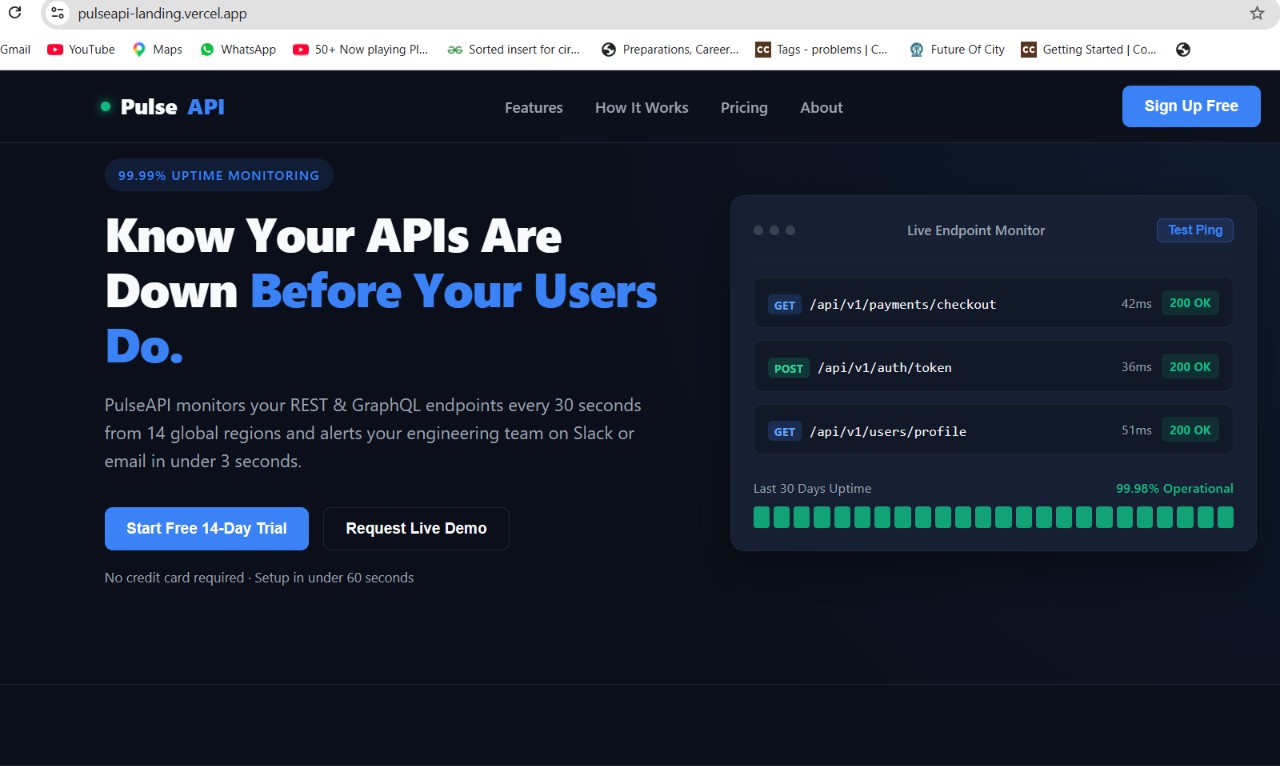 pulseapi-landing.vercel.app
Gmail YouTube Maps WhatsApp 50+ Now playing Pl... Sorted insert for cir... Preparations, Career... CC Tags - problems | C... Future Of City CC Getting Started | Co...
Pulse API Features How It Works Pricing About Sign Up Free
99.99% UPTIME MONITORING
Know Your APIs Are
Down Before Your Users
Do.
PulseAPI monitors your REST & GraphQL endpoints every 30 seconds
from 14 global regions and alerts your engineering team on Slack or
email in under 3 seconds.
Start Free 14-Day Trial Request Live Demo
No credit card required · Setup in under 60 seconds
Live Endpoint Monitor Test Ping
GET /api/v1/payments/checkout 42ms 200 OK
POST /api/v1/auth/token 36ms 200 OK
GET /api/v1/users/profile 51ms 200 OK
Last 30 Days Uptime 99.98% Operational